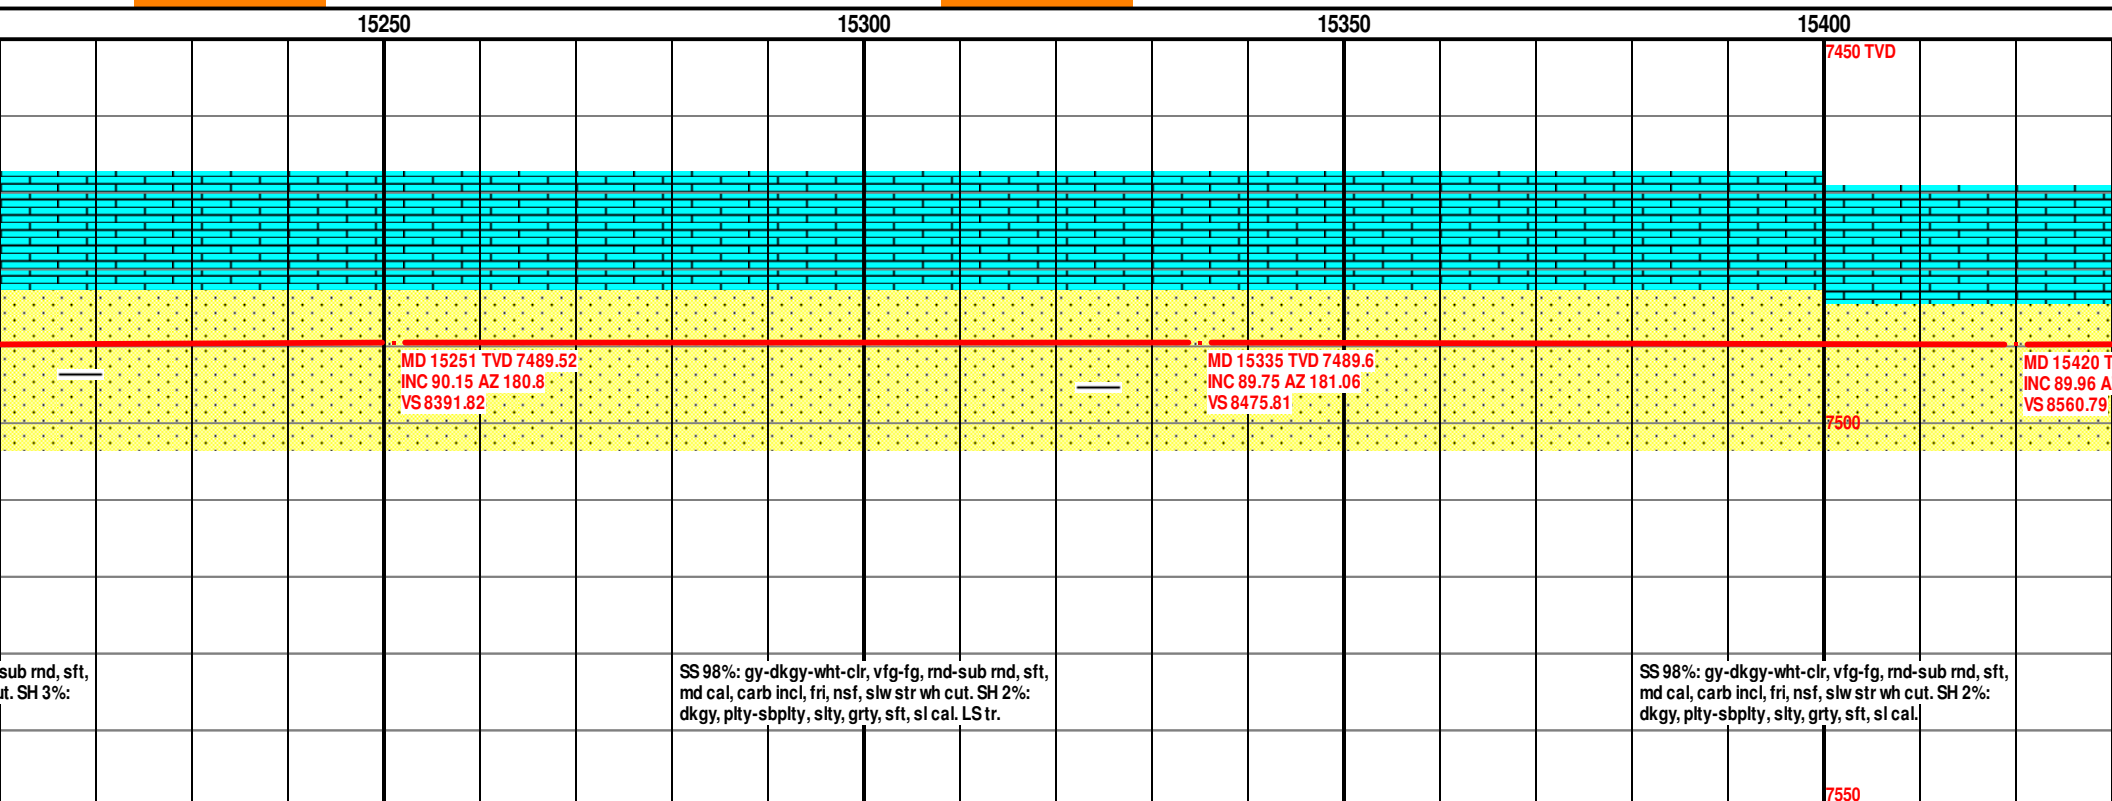 15250 15300 15350 15400
7450 TVD
MD 15251 TVD 7489.52
INC 90.15 AZ 180.8
VS 8391.82
MD 15335 TVD 7489.6
INC 89.75 AZ 181.06
VS 8475.81
MD 15420 T
INC 89.96 A
VS 8560.79
7500
sub rnd, sft,
ut. SH 3%:
SS 98%: gy-dkgy-wht-clr, vfg-fg, rnd-sub rnd, sft,
md cal, carb incl, fri, nsf, slw str wh cut. SH 2%:
dkgy, plty-sbplty, slty, grty, sft, sl cal. LS tr.
SS 98%: gy-dkgy-wht-clr, vfg-fg, rnd-sub rnd, sft,
md cal, carb incl, fri, nsf, slw str wh cut. SH 2%:
dkgy, plty-sbplty, slty, grty, sft, sl cal.
7550